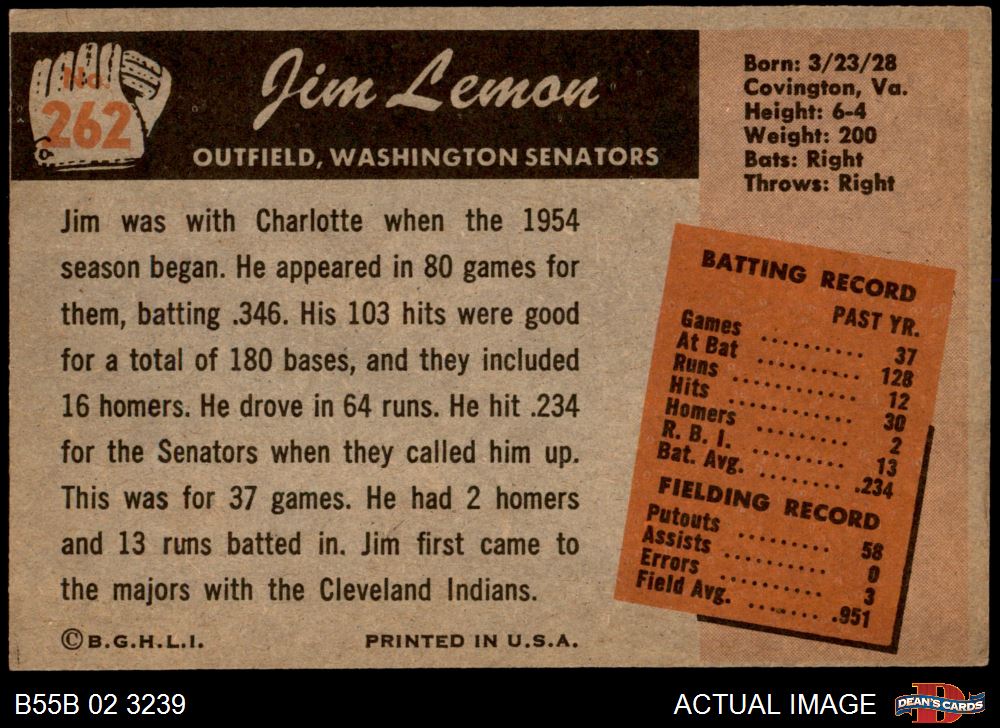 No.
262
Jim Lemon
OUTFIELD, WASHINGTON SENATORS
Born: 3/23/28
Covington, Va.
Height: 6-4
Weight: 200
Bats: Right
Throws: Right
Jim was with Charlotte when the 1954
season began. He appeared in 80 games for
them, batting .346. His 103 hits were good
for a total of 180 bases, and they included
16 homers. He drove in 64 runs. He hit .234
for the Senators when they called him up.
This was for 37 games. He had 2 homers
and 13 runs batted in. Jim first came to
the majors with the Cleveland Indians.
©B.G.H.L.I. PRINTED IN U.S.A.
BATTING RECORD
PAST YR.
Games .......... 37
At Bat .......... 128
Runs .......... 12
Hits .......... 30
Homers .......... 2
R. B. I. .......... 13
Bat. Avg. ........ .234
FIELDING RECORD
Putouts ........ 58
Assists ......... 0
Errors .......... 3
Field Avg. ....... .951
B55B 02 3239 ACTUAL IMAGE D DEAN'S CARDS